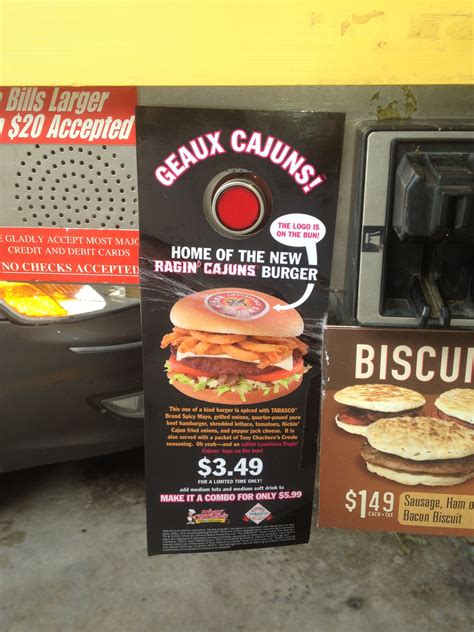 Bills Larger
$20 Accepted
GLADLY ACCEPT MOST MAJO
CREDIT AND DEBIT CARDS
NO CHECKS ACCEPTED
GEAUX CAJUNS!
THE LOGO IS
ON THE BUN!
HOME OF THE NEW
RAGIN' CAJUNS BURGER
This one of a kind burger is spiced with TABASCO®
Brand Spicy Mayo, grilled onions, quarter-pound pure
beef hamburger, shredded lettuce, tomatoes, Kickin'
Cajun fried onions, and pepper jack cheese. It is
also served with a packet of Tony Chachere's Creole
seasoning. Oh yeah—and an edible Louisiana Ragin'
Cajuns' logo on the bun!
$3.49
FOR A LIMITED TIME ONLY!
add medium tots and medium soft drink to
MAKE IT A COMBO FOR ONLY $5.99
TABASCO
BISCUI
$1.49
EACH + TAX
Sausage, Ham o
Bacon Biscuit